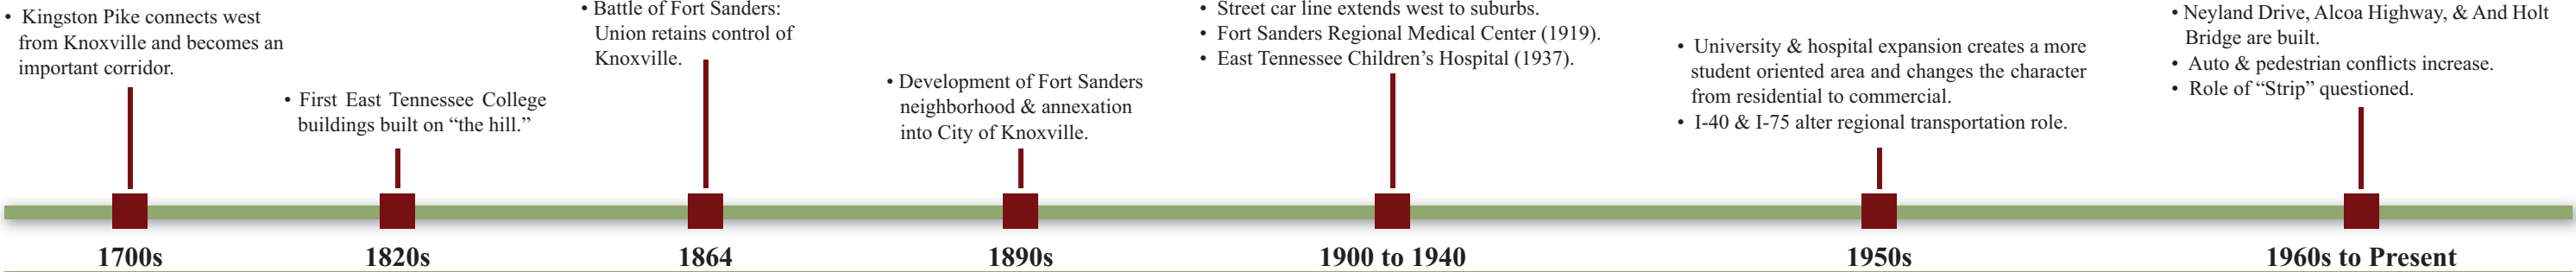 • Kingston Pike connects west
from Knoxville and becomes an
important corridor.
1700s
• First East Tennessee College
buildings built on “the hill.”
1820s
• Battle of Fort Sanders:
Union retains control of
Knoxville.
1864
• Development of Fort Sanders
neighborhood & annexation
into City of Knoxville.
1890s
• Street car line extends west to suburbs.
• Fort Sanders Regional Medical Center (1919).
• East Tennessee Children’s Hospital (1937).
1900 to 1940
• University & hospital expansion creates a more
student oriented area and changes the character
from residential to commercial.
• I-40 & I-75 alter regional transportation role.
1950s
• Neyland Drive, Alcoa Highway, & And Holt
Bridge are built.
• Auto & pedestrian conflicts increase.
• Role of “Strip” questioned.
1960s to Present